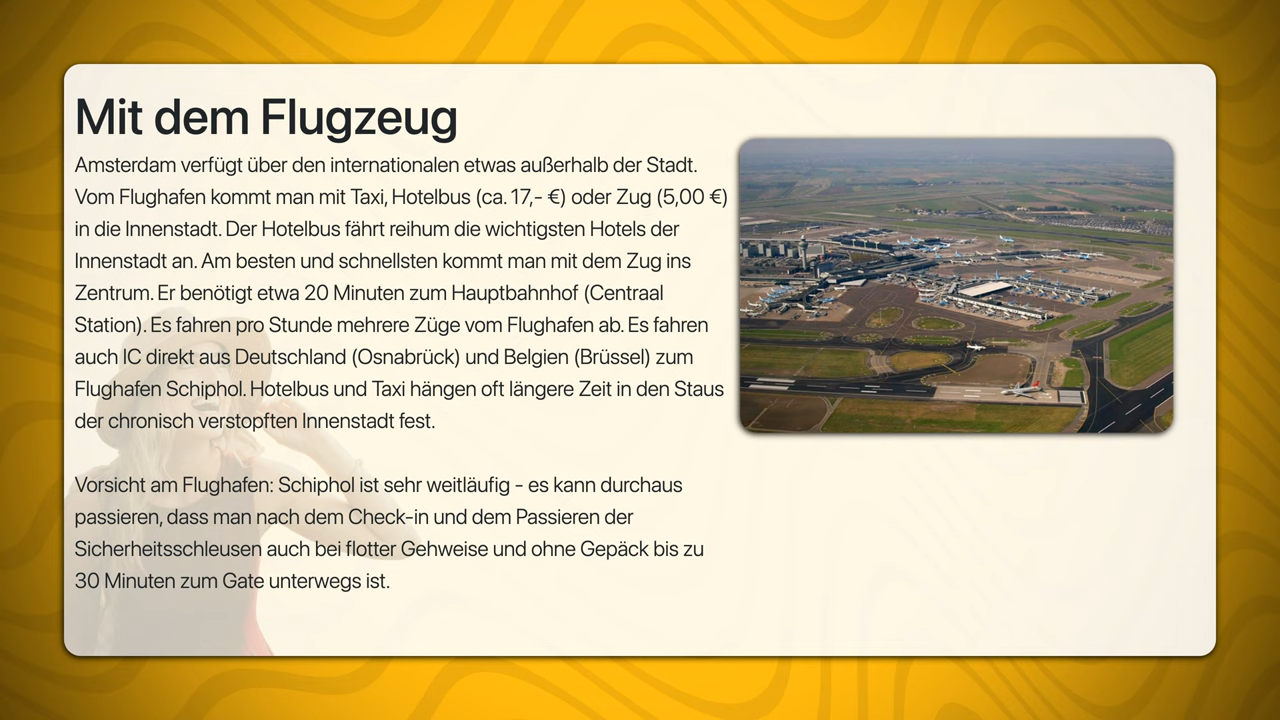 Mit dem Flugzeug
Amsterdam verfügt über den internationalen etwas außerhalb der Stadt.
Vom Flughafen kommt man mit Taxi, Hotelbus (ca. 17,- €) oder Zug (5,00 €)
in die Innenstadt. Der Hotelbus fährt reihum die wichtigsten Hotels der
Innenstadt an. Am besten und schnellsten kommt man mit dem Zug ins
Zentrum. Er benötigt etwa 20 Minuten zum Hauptbahnhof (Centraal
Station). Es fahren pro Stunde mehrere Züge vom Flughafen ab. Es fahren
auch IC direkt aus Deutschland (Osnabrück) und Belgien (Brüssel) zum
Flughafen Schiphol. Hotelbus und Taxi hängen oft längere Zeit in den Staus
der chronisch verstopften Innenstadt fest.
Vorsicht am Flughafen: Schiphol ist sehr weitläufig - es kann durchaus
passieren, dass man nach dem Check-in und dem Passieren der
Sicherheitsschleusen auch bei flotter Gehweise und ohne Gepäck bis zu
30 Minuten zum Gate unterwegs ist.